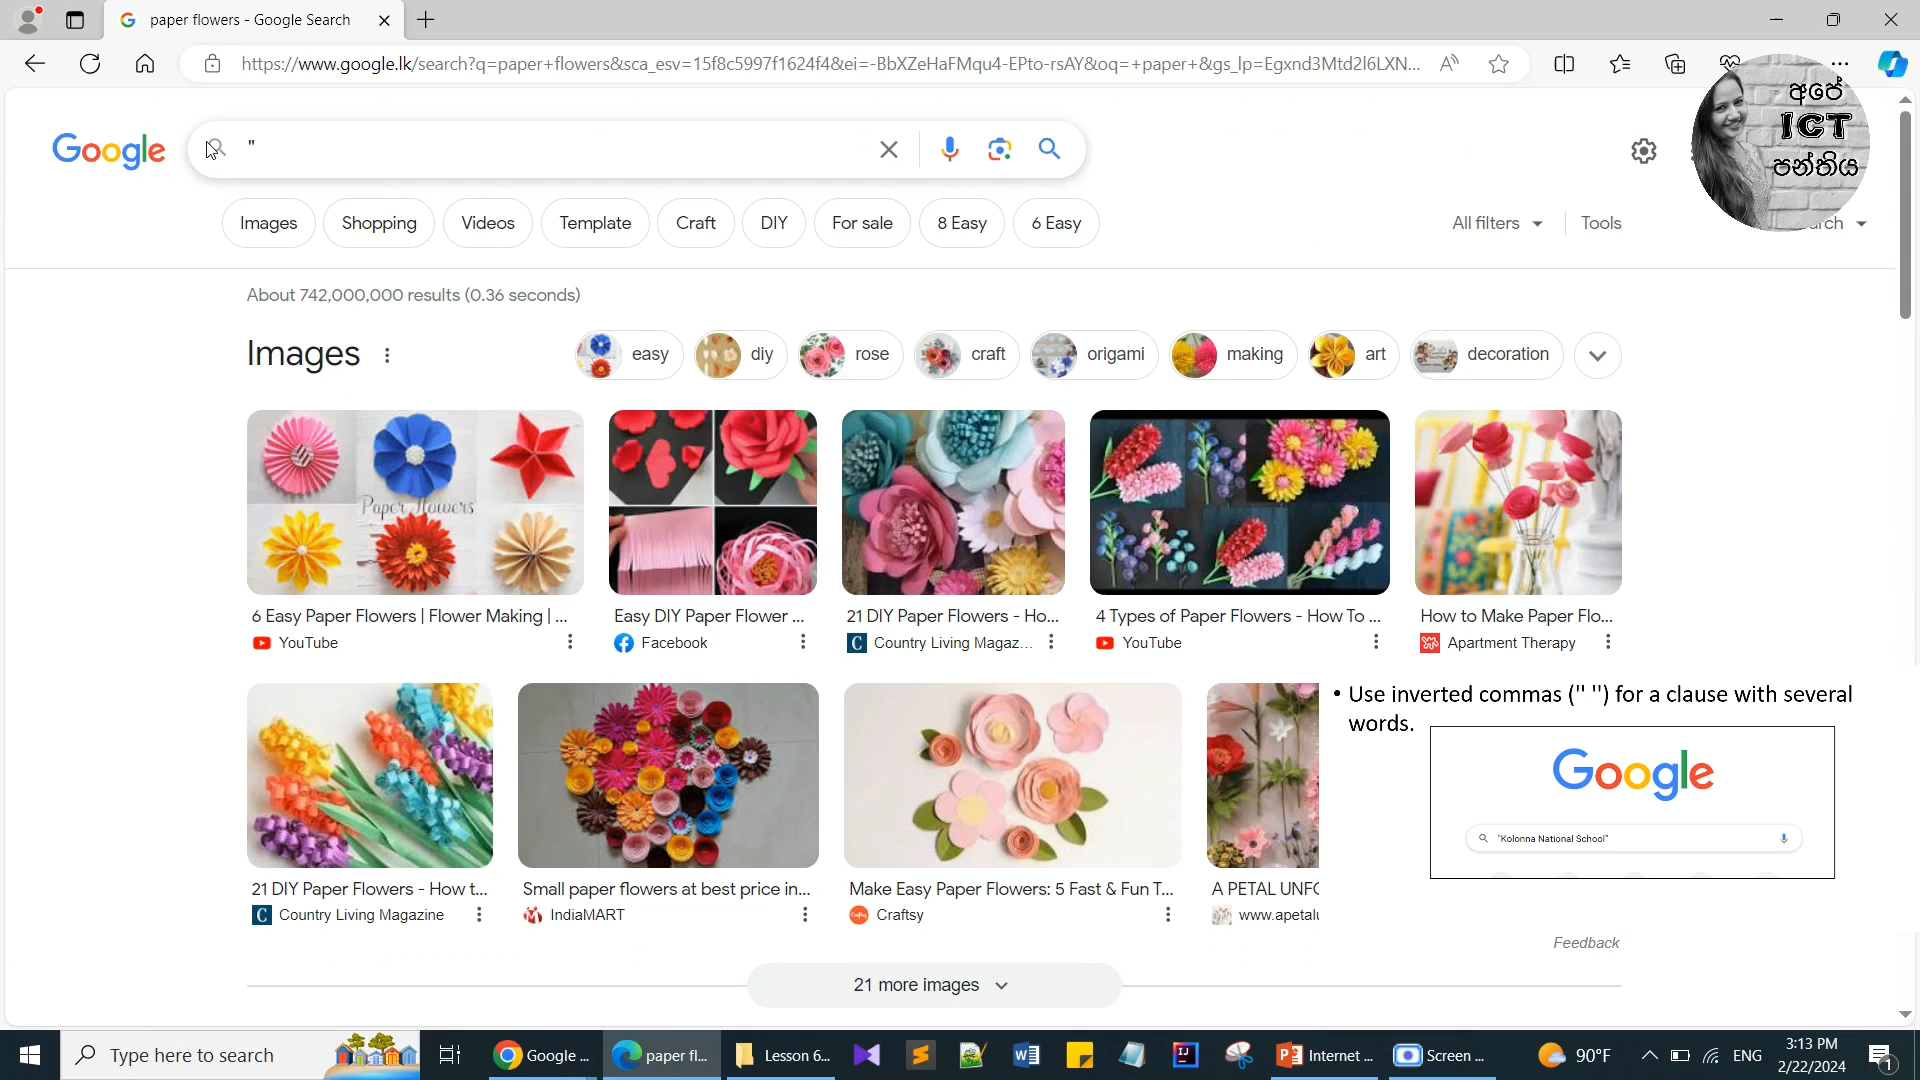 paper flowers - Google Search
https://www.google.lk/search?q=paper+flowers&sca_esv=15f8c5997f1624f4&ei=-BbXZeHaFMqu4-EPto-rsAY&oq=+paper+&gs_lp=Egxnd3Mtd2l6LXN...
අපේ
ICT
පන්තිය
Google
"
Images
Shopping
Videos
Template
Craft
DIY
For sale
8 Easy
6 Easy
All filters
Tools
About 742,000,000 results (0.36 seconds)
Images
easy
diy
rose
craft
origami
making
art
decoration
Paper flowers
6 Easy Paper Flowers | Flower Making | ...
YouTube
Easy DIY Paper Flower ...
Facebook
21 DIY Paper Flowers - Ho...
Country Living Magaz...
4 Types of Paper Flowers - How To ...
YouTube
How to Make Paper Flo...
Apartment Therapy
21 DIY Paper Flowers - How t...
Country Living Magazine
Small paper flowers at best price in...
IndiaMART
Make Easy Paper Flowers: 5 Fast & Fun T...
Craftsy
A PETAL UNFO
www.apetalu
• Use inverted commas (" ") for a clause with several
words.
Google
"Kolonna National School"
Feedback
21 more images
Type here to search
Google ...
paper fl...
Lesson 6...
Internet ...
Screen ...
90°F
ENG
3:13 PM
2/22/2024
1